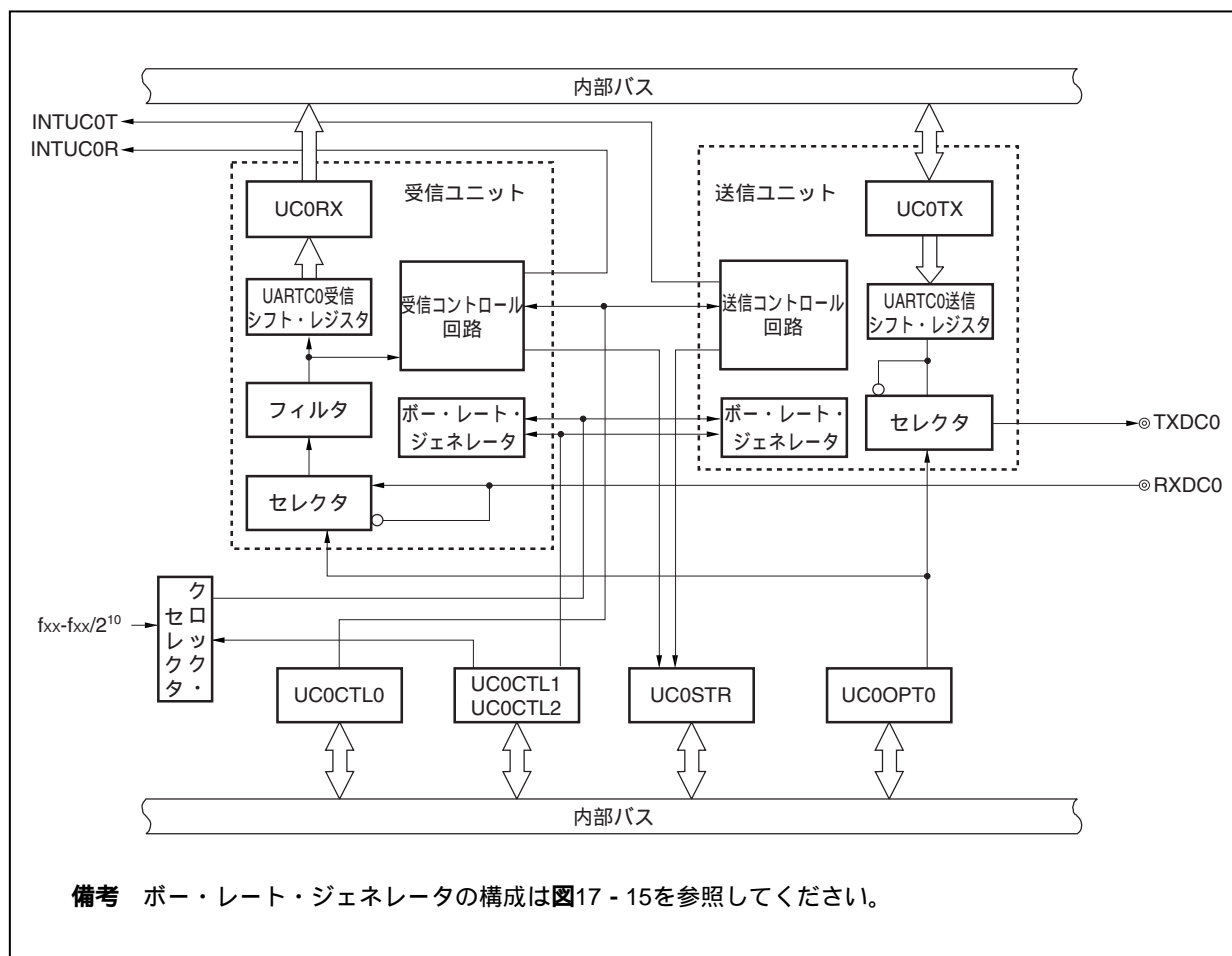 内部バス
INTUC0T
INTUC0R
受信ユニット
送信ユニット
UC0RX
UC0TX
UARTC0受信
シフト・レジスタ
受信コントロール
回路
送信コントロール
回路
UARTC0送信
シフト・レジスタ
フィルタ
ボー・レート・
ジェネレータ
ボー・レート・
ジェネレータ
セレクタ
TXDC0
セレクタ
RXDC0
fxx-fxx/2¹⁰
クロック・
セレクタ
UC0CTL0
UC0CTL1
UC0CTL2
UC0STR
UC0OPT0
内部バス
備考 ボー・レート・ジェネレータの構成は図17 - 15を参照してください。